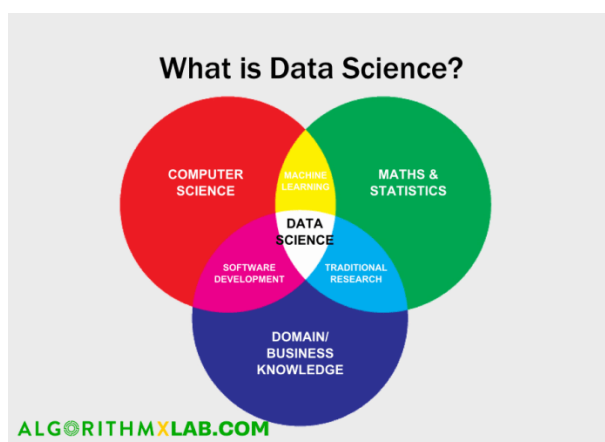 What is Data Science?
COMPUTER
SCIENCE
MACHINE
LEARNING
MATHS &
STATISTICS
DATA
SCIENCE
SOFTWARE
DEVELOPMENT
TRADITIONAL
RESEARCH
DOMAIN/
BUSINESS
KNOWLEDGE
ALGORITHMXLAB.COM